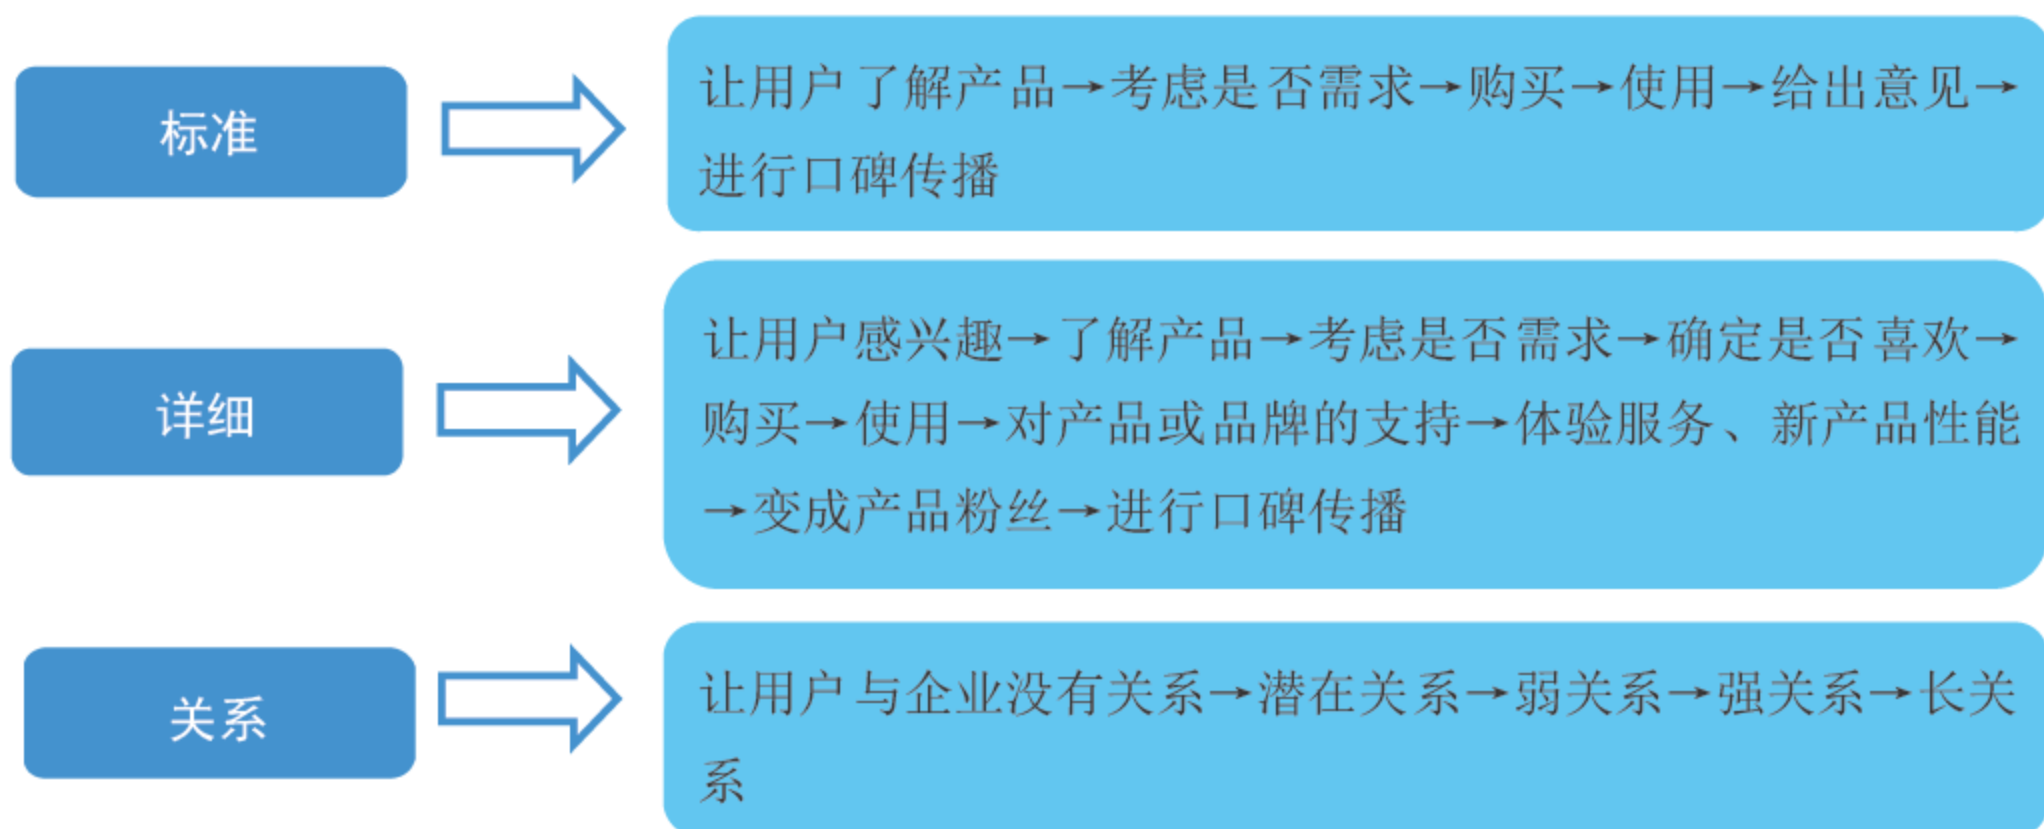 标准
让用户了解产品→考虑是否需求→购买→使用→给出意见→
进行口碑传播
详细
让用户感兴趣→了解产品→考虑是否需求→确定是否喜欢→
购买→使用→对产品或品牌的支持→体验服务、新产品性能
→变成产品粉丝→进行口碑传播
关系
让用户与企业没有关系→潜在关系→弱关系→强关系→长关
系